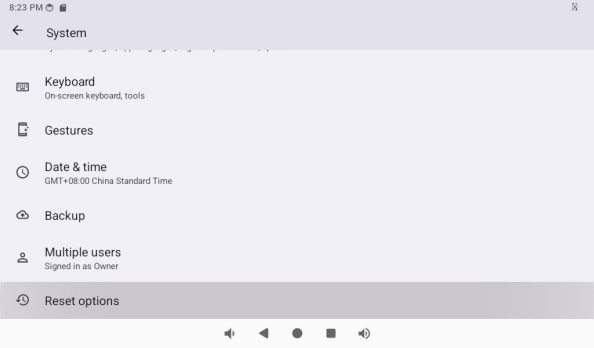 8:23 PM
System
Keyboard
On-screen keyboard, tools
Gestures
Date & time
GMT+08:00 China Standard Time
Backup
Multiple users
Signed in as Owner
Reset options